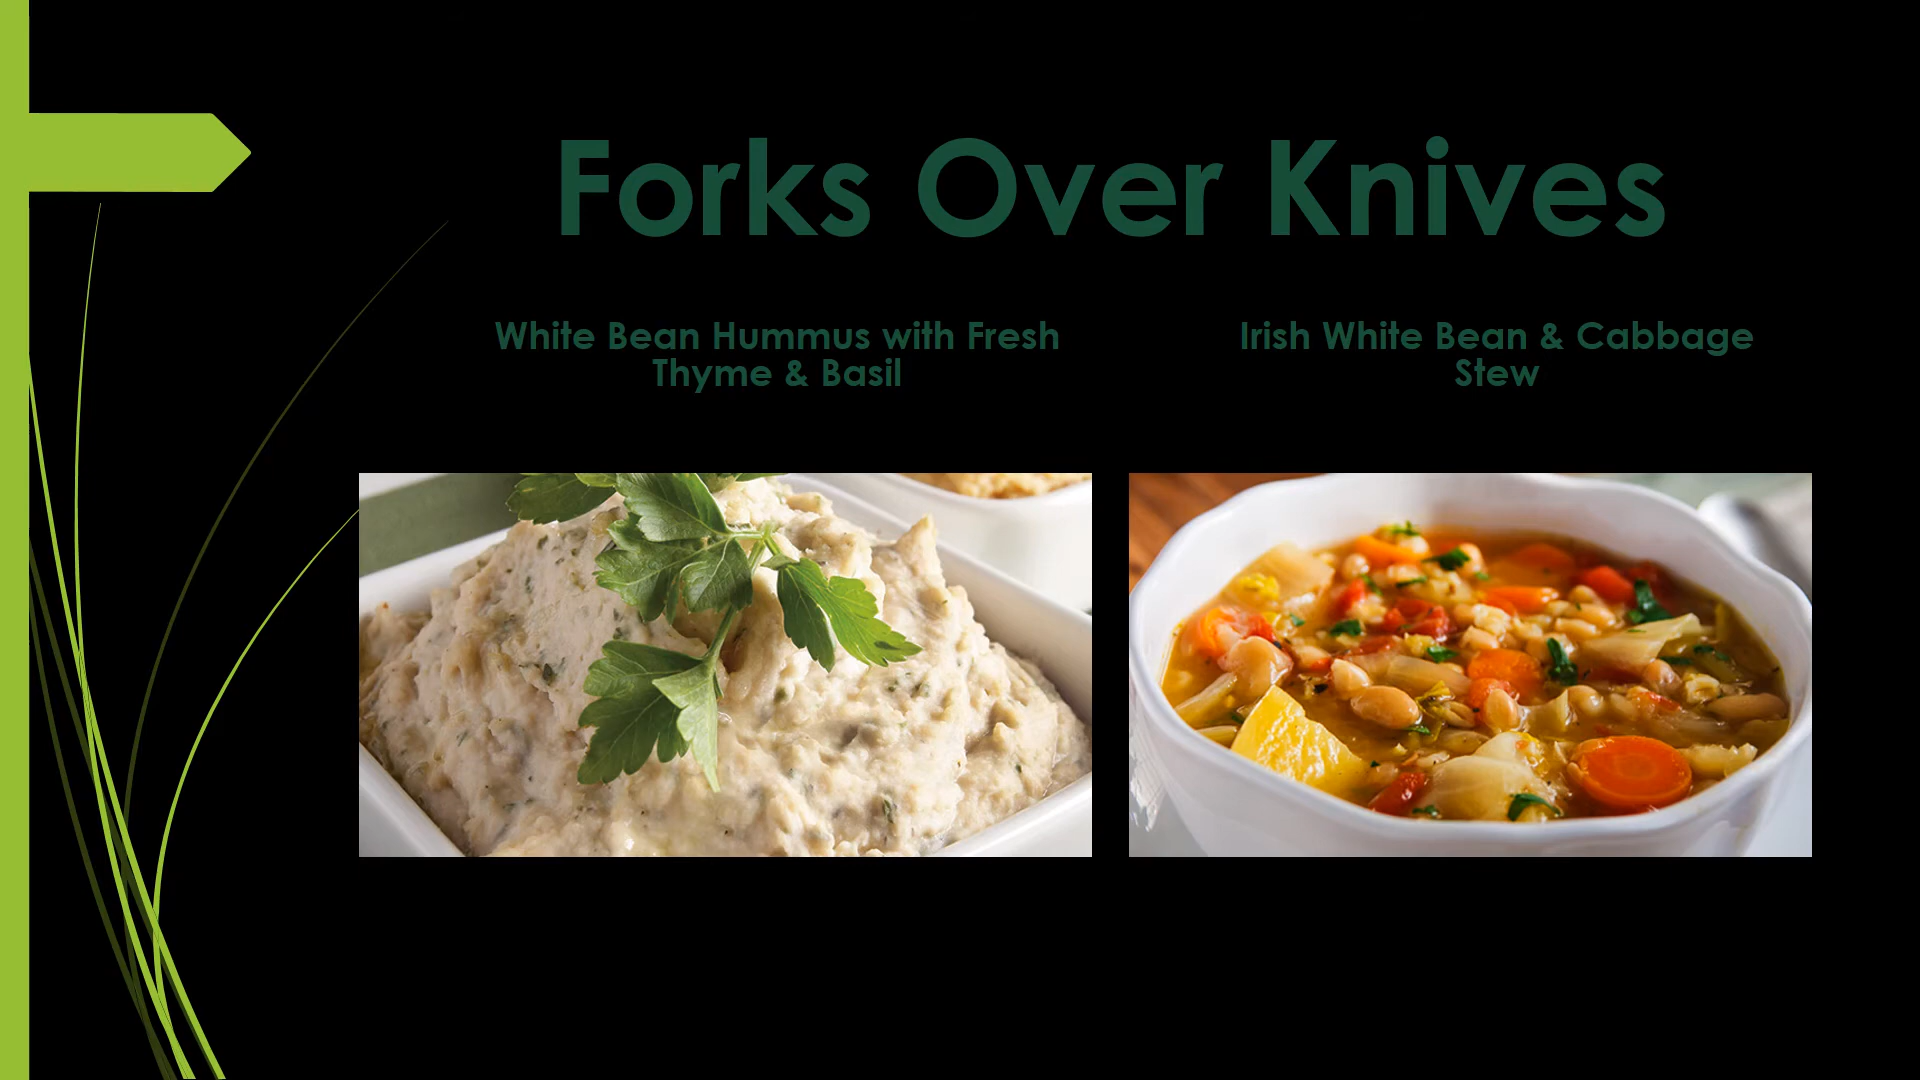 Forks Over Knives
White Bean Hummus with Fresh
Thyme & Basil
Irish White Bean & Cabbage
Stew